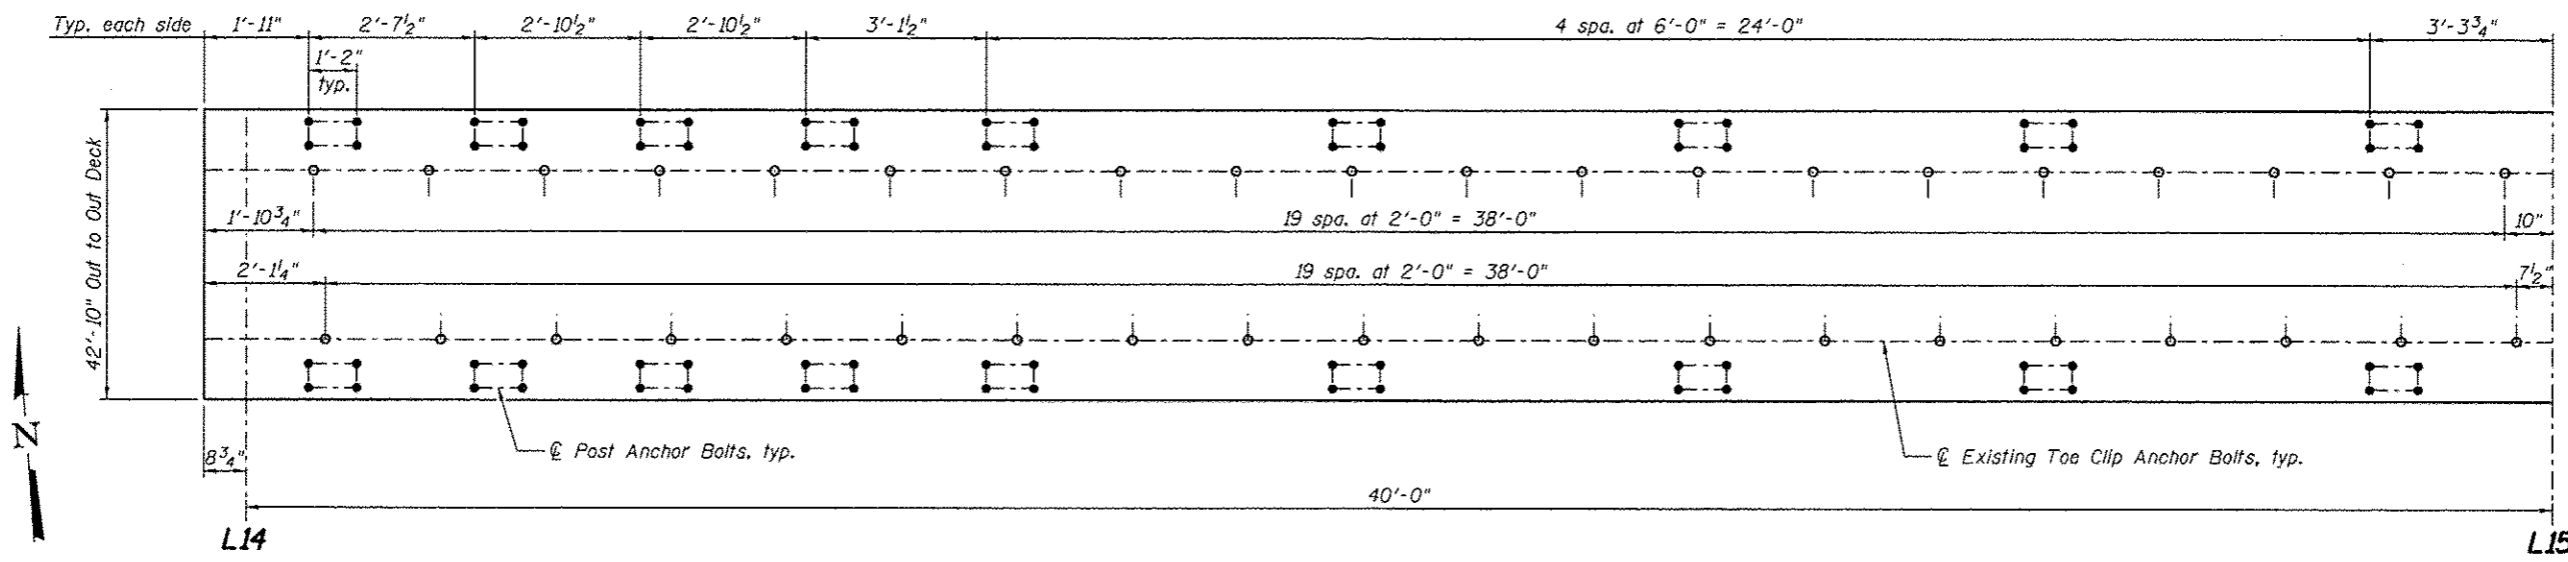 Typ. each side 1'-11" 2'-7½" 2'-10½" 2'-10½" 3'-1½" 4 spa. at 6'-0" = 24'-0" 3'-3¾"
1'-2"
typ.
42'-10" Out to Out Deck
1'-10¾" 19 spa. at 2'-0" = 38'-0" 10"
2'-1¼" 19 spa. at 2'-0" = 38'-0" 7½"
N
℄ Post Anchor Bolts, typ.
℄ Existing Toe Clip Anchor Bolts, typ.
8¾"
40'-0"
L14
L15